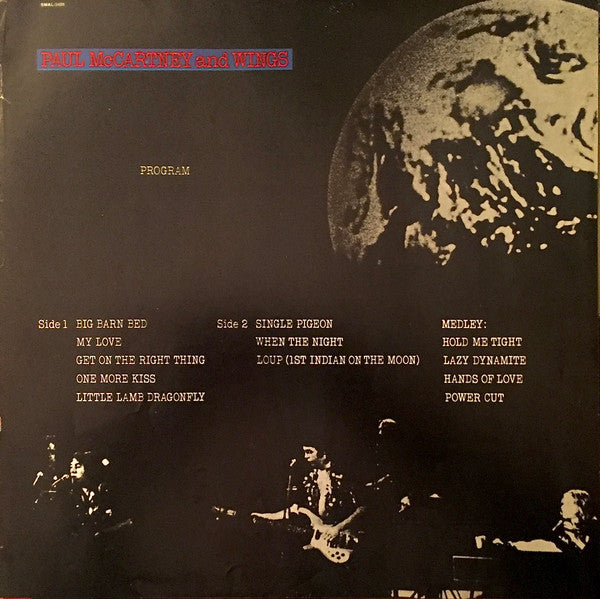 SMAL-3409
PAUL McCARTNEY and WINGS
PROGRAM
Side 1 BIG BARN BED
MY LOVE
GET ON THE RIGHT THING
ONE MORE KISS
LITTLE LAMB DRAGONFLY
Side 2 SINGLE PIGEON
WHEN THE NIGHT
LOUP (1ST INDIAN ON THE MOON)
MEDLEY:
HOLD ME TIGHT
LAZY DYNAMITE
HANDS OF LOVE
POWER CUT